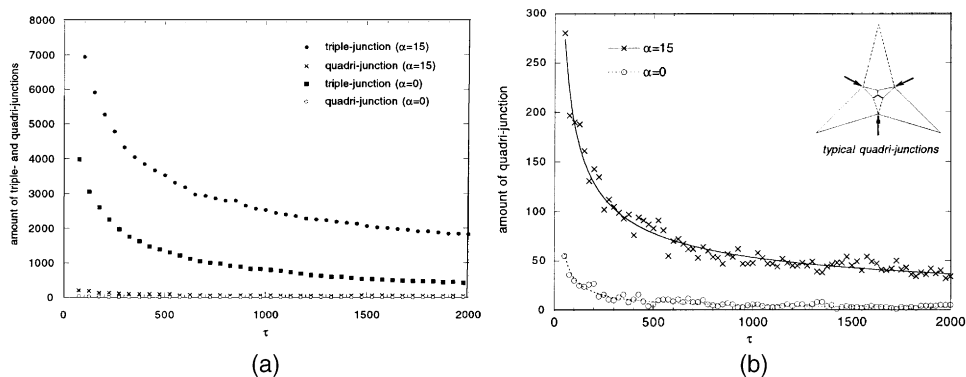 (a)
8000
7000
6000
5000
4000
3000
2000
1000
0
amount of triple- and quadri-junctions
triple-junction (α=15)
quadri-junction (α=15)
triple-junction (α=0)
quadri-junction (α=0)
0
500
1000
1500
2000
τ
(a)
(b)
300
250
200
150
100
50
0
amount of quadri-junction
α=15
α=0
typical quadri-junctions
0
500
1000
1500
2000
τ
(b)